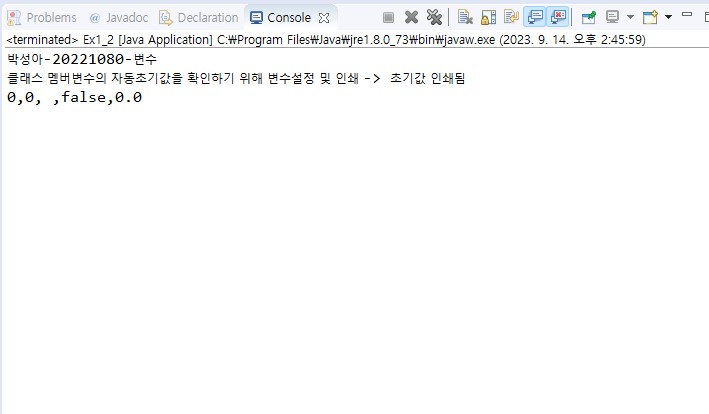 Problems @ Javadoc Declaration Console
<terminated> Ex1_2 [Java Application] C:₩Program Files₩Java₩jre1.8.0_73₩bin₩javaw.exe (2023. 9. 14. 오후 2:45:59)
박성아-20221080-변수
클래스 멤버변수의 자동초기값을 확인하기 위해 변수설정 및 인쇄 -> 초기값 인쇄됨
0,0, ,false,0.0